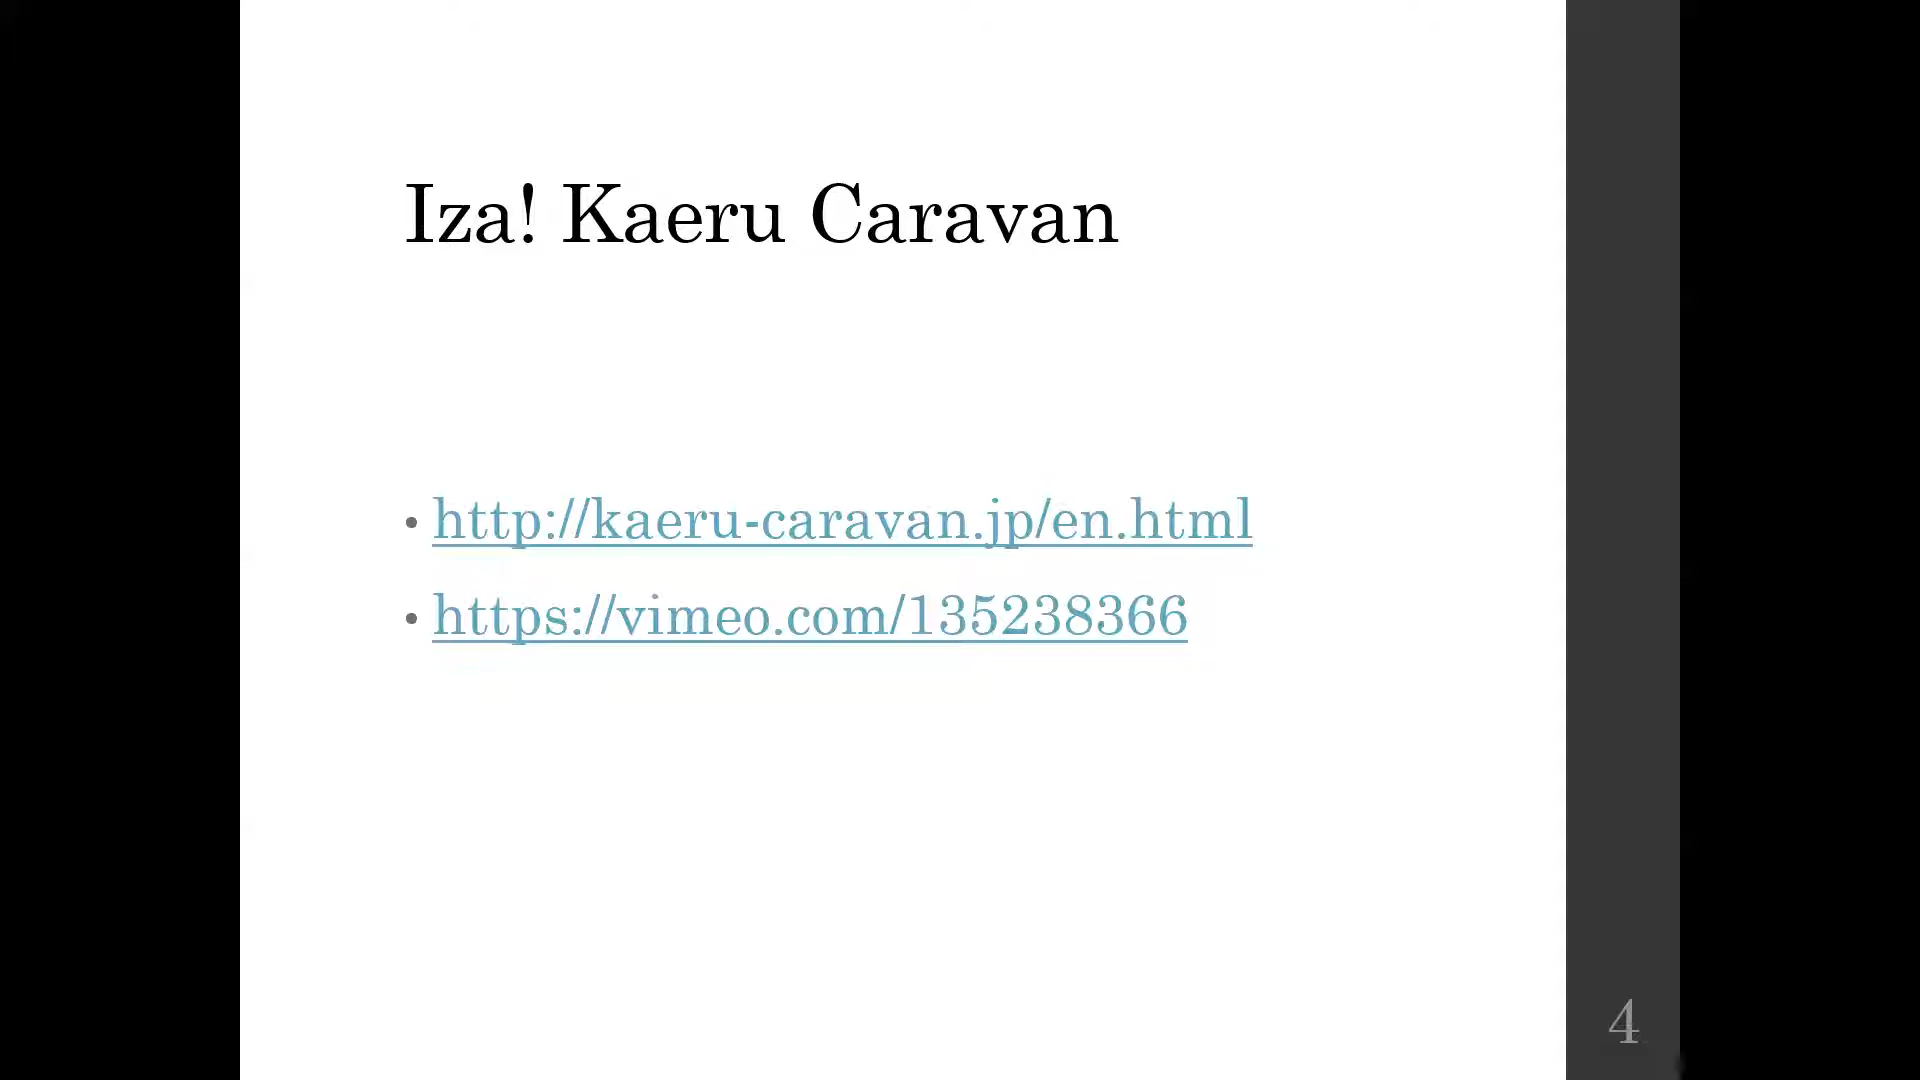 Iza! Kaeru Caravan
• http://kaeru-caravan.jp/en.html
• https://vimeo.com/135238366
4